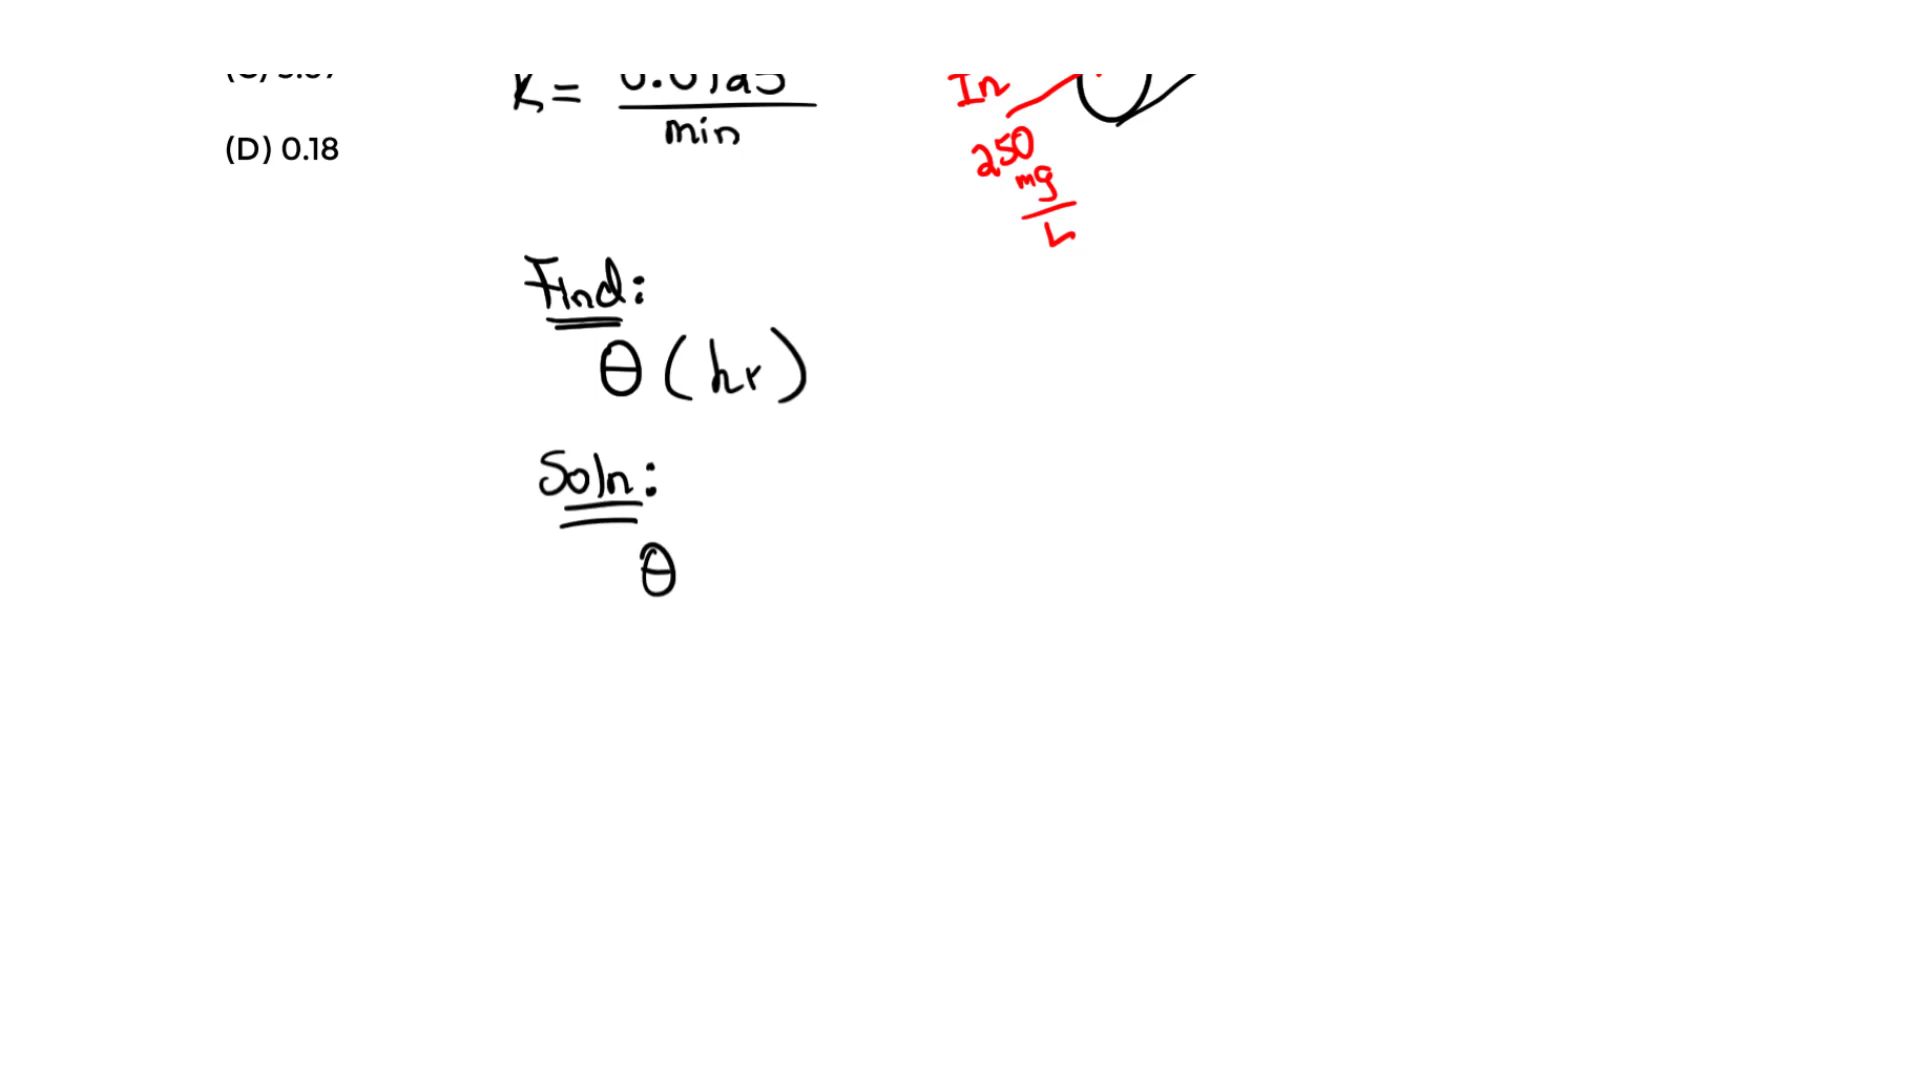 (D) 0.18
K =
min
In
250
mg
L
Find:
θ (hr)
Soln:
θ